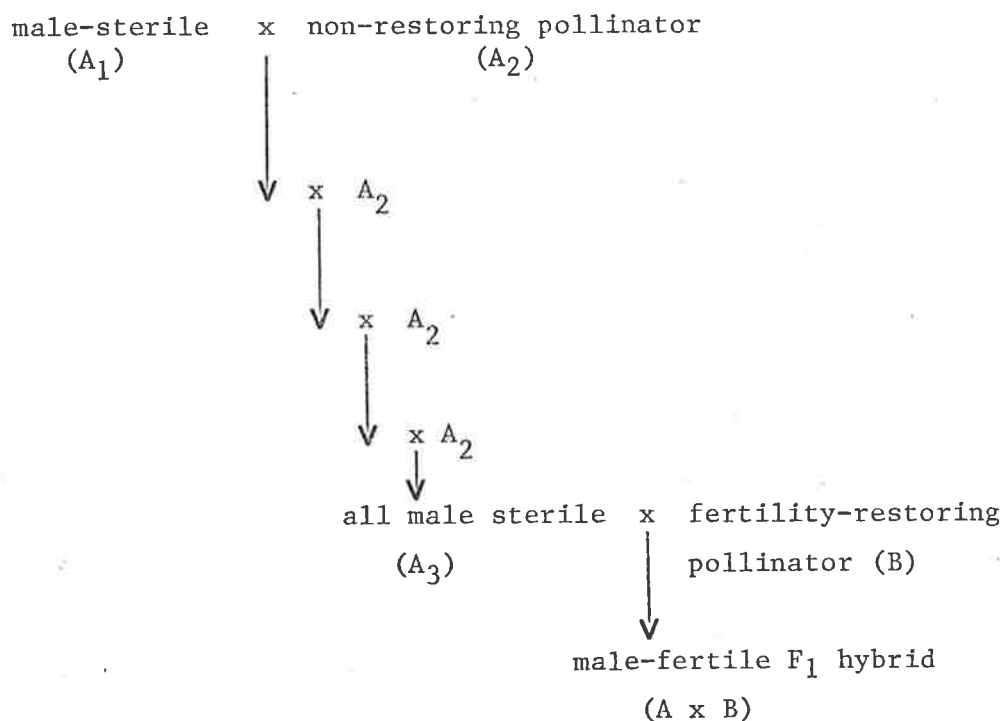 male-sterile x non-restoring pollinator
(A₁) (A₂)
x A₂
x A₂
x A₂
all male sterile x fertility-restoring
(A₃) pollinator (B)
male-fertile F₁ hybrid
(A x B)